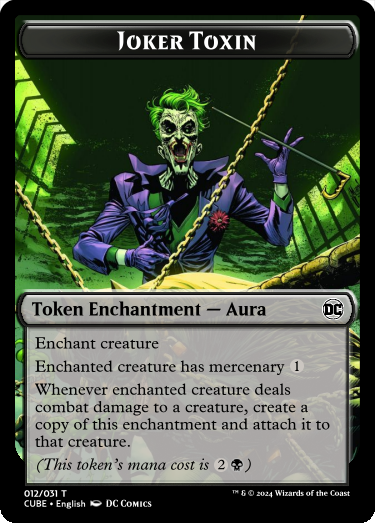 JOKER TOXIN
Token Enchantment — Aura
DC
Enchant creature
Enchanted creature has mercenary 1
Whenever enchanted creature deals
combat damage to a creature, create a
copy of this enchantment and attach it to
that creature.
(This token's mana cost is 2)
012/031 T
CUBE • English DC COMICS
™ & © 2024 Wizards of the Coast